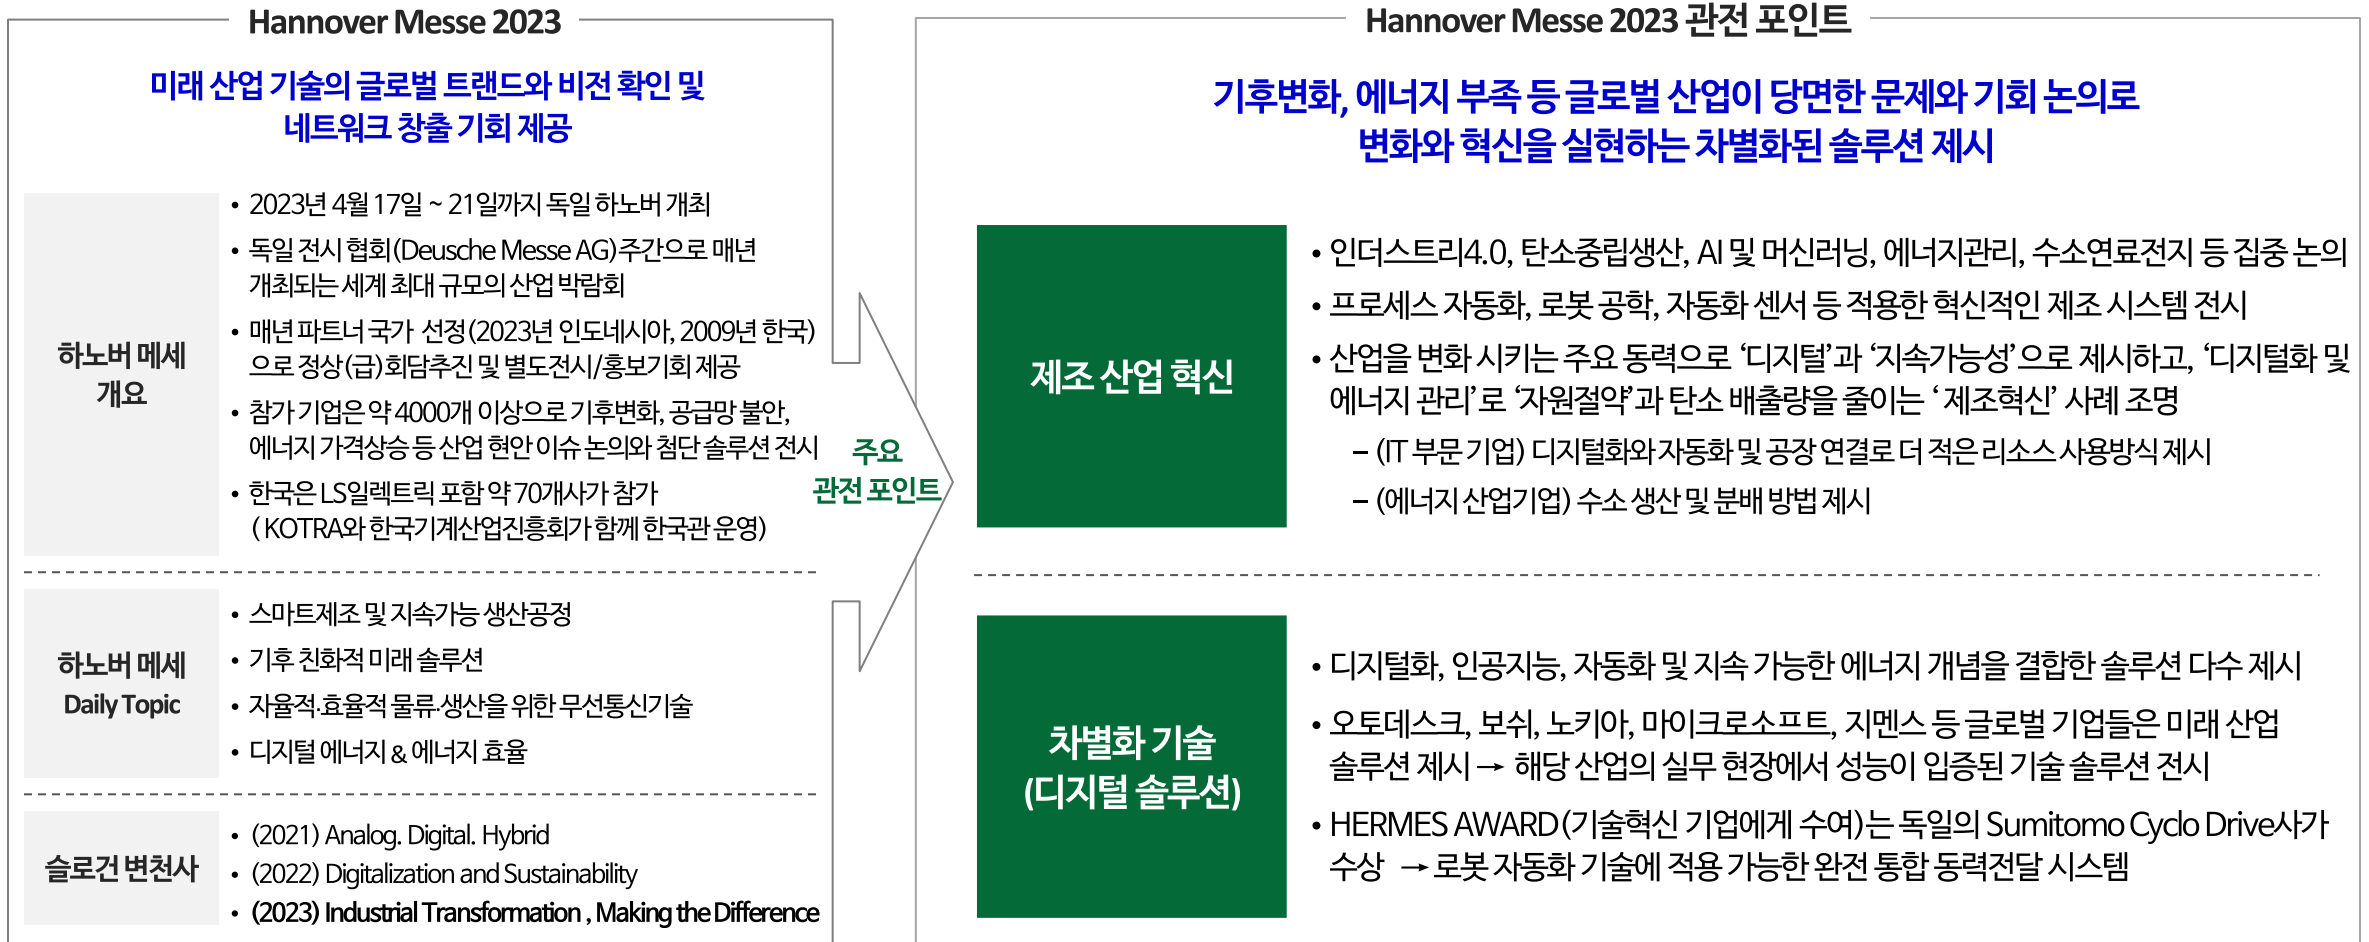 Hannover Messe 2023
미래 산업 기술의 글로벌 트랜드와 비전 확인 및
네트워크 창출 기회 제공
하노버 메세
개요
• 2023년 4월 17일 ~ 21일까지 독일 하노버 개최
• 독일 전시 협회(Deusche Messe AG)주간으로 매년
개최되는 세계 최대 규모의 산업 박람회
• 매년 파트너 국가 선정(2023년 인도네시아, 2009년 한국)
으로 정상(급)회담추진 및 별도전시/홍보기회 제공
• 참가 기업은 약 4000개 이상으로 기후변화, 공급망 불안,
에너지 가격상승 등 산업 현안 이슈 논의와 첨단 솔루션 전시
• 한국은 LS일렉트릭 포함 약 70개사가 참가
( KOTRA와 한국기계산업진흥회가 함께 한국관 운영)
하노버 메세
Daily Topic
• 스마트제조 및 지속가능 생산공정
• 기후 친화적 미래 솔루션
• 자율적·효율적 물류·생산을 위한 무선통신기술
• 디지털 에너지 & 에너지 효율
슬로건 변천사
• (2021) Analog. Digital. Hybrid
• (2022) Digitalization and Sustainability
• (2023) Industrial Transformation , Making the Difference
주요
관전 포인트
Hannover Messe 2023 관전 포인트
기후변화, 에너지 부족 등 글로벌 산업이 당면한 문제와 기회 논의로
변화와 혁신을 실현하는 차별화된 솔루션 제시
제조 산업 혁신
• 인더스트리4.0, 탄소중립생산, AI 및 머신러닝, 에너지관리, 수소연료전지 등 집중 논의
• 프로세스 자동화, 로봇 공학, 자동화 센서 등 적용한 혁신적인 제조 시스템 전시
• 산업을 변화 시키는 주요 동력으로 ‘디지털’과 ‘지속가능성’으로 제시하고, ‘디지털화 및
에너지 관리’로 ‘자원절약’과 탄소 배출량을 줄이는 ‘ 제조혁신’ 사례 조명
– (IT 부문 기업) 디지털화와 자동화 및 공장 연결로 더 적은 리소스 사용방식 제시
– (에너지 산업기업) 수소 생산 및 분배 방법 제시
차별화 기술
(디지털 솔루션)
• 디지털화, 인공지능, 자동화 및 지속 가능한 에너지 개념을 결합한 솔루션 다수 제시
• 오토데스크, 보쉬, 노키아, 마이크로소프트, 지멘스 등 글로벌 기업들은 미래 산업
솔루션 제시 → 해당 산업의 실무 현장에서 성능이 입증된 기술 솔루션 전시
• HERMES AWARD(기술혁신 기업에게 수여)는 독일의 Sumitomo Cyclo Drive사가
수상 → 로봇 자동화 기술에 적용 가능한 완전 통합 동력전달 시스템